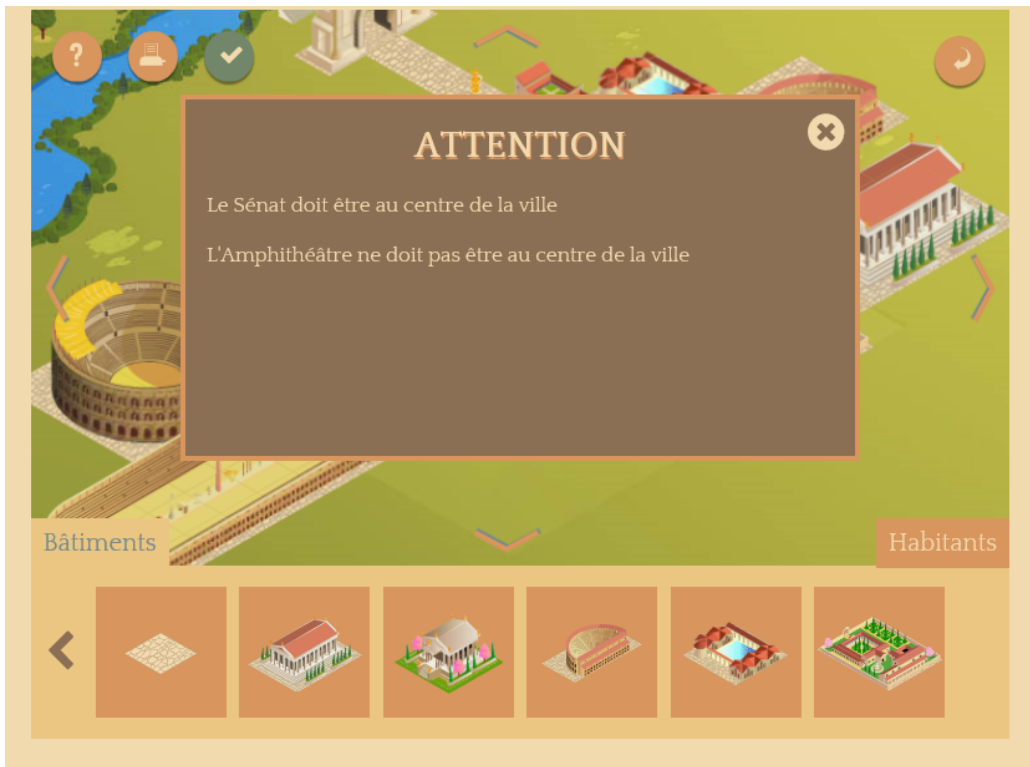 ?
ATTENTION
Le Sénat doit être au centre de la ville
L'Amphithéâtre ne doit pas être au centre de la ville
Bâtiments
Habitants